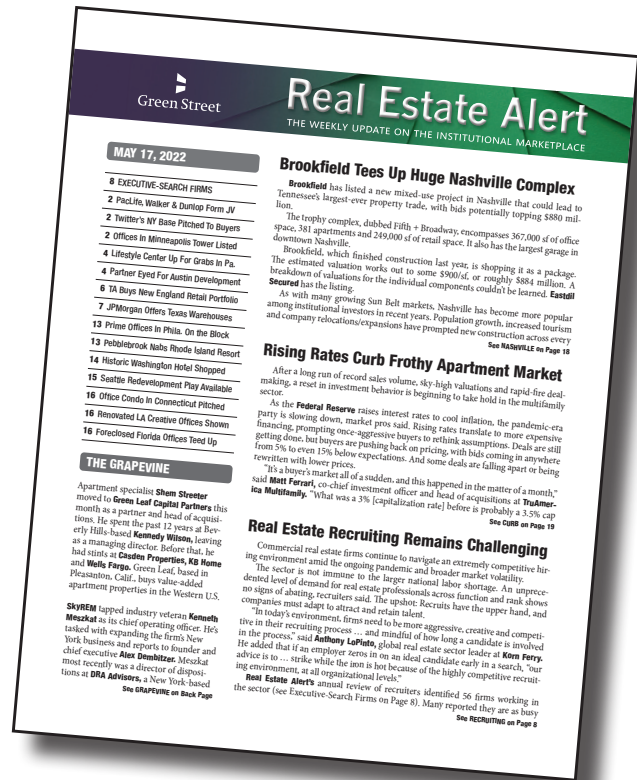 Green Street
Real Estate Alert
THE WEEKLY UPDATE ON THE INSTITUTIONAL MARKETPLACE
MAY 17, 2022
8 EXECUTIVE-SEARCH FIRMS
2 PacLife, Walker & Dunlop Form JV
2 Twitter's NY Base Pitched To Buyers
2 Offices In Minneapolis Tower Listed
4 Lifestyle Center Up For Grabs In Pa.
4 Partner Eyed For Austin Development
6 TA Buys New England Retail Portfolio
7 JPMorgan Offers Texas Warehouses
13 Prime Offices In Phila. On the Block
13 Pebblebrook Nabs Rhode Island Resort
14 Historic Washington Hotel Shopped
15 Seattle Redevelopment Play Available
16 Office Condo In Connecticut Pitched
16 Renovated LA Creative Offices Shown
16 Foreclosed Florida Offices Teed Up
THE GRAPEVINE
Apartment specialist Shem Streeter
moved to Green Leaf Capital Partners this
month as a partner and head of acquisi-
tions. He spent the past 12 years at Bev-
erly Hills-based Kennedy Wilson, leaving
as a managing director. Before that, he
had stints at Casden Properties, KB Home
and Wells Fargo. Green Leaf, based in
Pleasanton, Calif., buys value-added
apartment properties in the Western U.S.
SkyREM tapped industry veteran Kenneth
Meszkat as its chief operating officer. He's
tasked with expanding the firm's New
York business and reports to founder and
chief executive Alex Dembitzer. Meszkat
most recently was a director of disposi-
tions at DRA Advisors, a New York-based
See GRAPEVINE on Back Page
Brookfield Tees Up Huge Nashville Complex
Brookfield has listed a new mixed-use project in Nashville that could lead to
Tennessee's largest-ever property trade, with bids potentially topping $880 mil-
lion.
The trophy complex, dubbed Fifth + Broadway, encompasses 367,000 sf of office
space, 381 apartments and 249,000 sf of retail space. It also has the largest garage in
downtown Nashville.
Brookfield, which finished construction last year, is shopping it as a package.
The estimated valuation works out to some $900/sf, or roughly $884 million. A
breakdown of valuations for the individual components couldn't be learned. Eastdil
Secured has the listing.
As with many growing Sun Belt markets, Nashville has become more popular
among institutional investors in recent years. Population growth, increased tourism
and company relocations/expansions have prompted new construction across every
See NASHVILLE on Page 18
Rising Rates Curb Frothy Apartment Market
After a long run of record sales volume, sky-high valuations and rapid-fire deal-
making, a reset in investment behavior is beginning to take hold in the multifamily
sector.
As the Federal Reserve raises interest rates to cool inflation, the pandemic-era
party is slowing down, market pros said. Rising rates translate to more expensive
financing, prompting once-aggressive buyers to rethink assumptions. Deals are still
getting done, but buyers are pushing back on pricing, with bids coming in anywhere
from 5% to even 15% below expectations. And some deals are falling apart or being
rewritten with lower prices.
"It's a buyer's market all of a sudden, and this happened in the matter of a month,"
said Matt Ferrari, co-chief investment officer and head of acquisitions at TruAmer-
ica Multifamily. "What was a 3% [capitalization rate] before is probably a 3.5% cap
See CURB on Page 19
Real Estate Recruiting Remains Challenging
Commercial real estate firms continue to navigate an extremely competitive hir-
ing environment amid the ongoing pandemic and broader market volatility.
The sector is not immune to the larger national labor shortage. An unprece-
dented level of demand for real estate professionals across function and rank shows
no signs of abating, recruiters said. The upshot: Recruits have the upper hand, and
companies must adapt to attract and retain talent.
"In today's environment, firms need to be more aggressive, creative and competi-
tive in their recruiting process … and mindful of how long a candidate is involved
in the process," said Anthony LoPinto, global real estate sector leader at Korn Ferry.
He added that if an employer zeros in on an ideal candidate early in a search, "our
advice is to … strike while the iron is hot because of the highly competitive recruit-
ing environment, at all organizational levels."
Real Estate Alert's annual review of recruiters identified 56 firms working in
the sector (see Executive-Search Firms on Page 8). Many reported they are as busy
See RECRUITING on Page 8